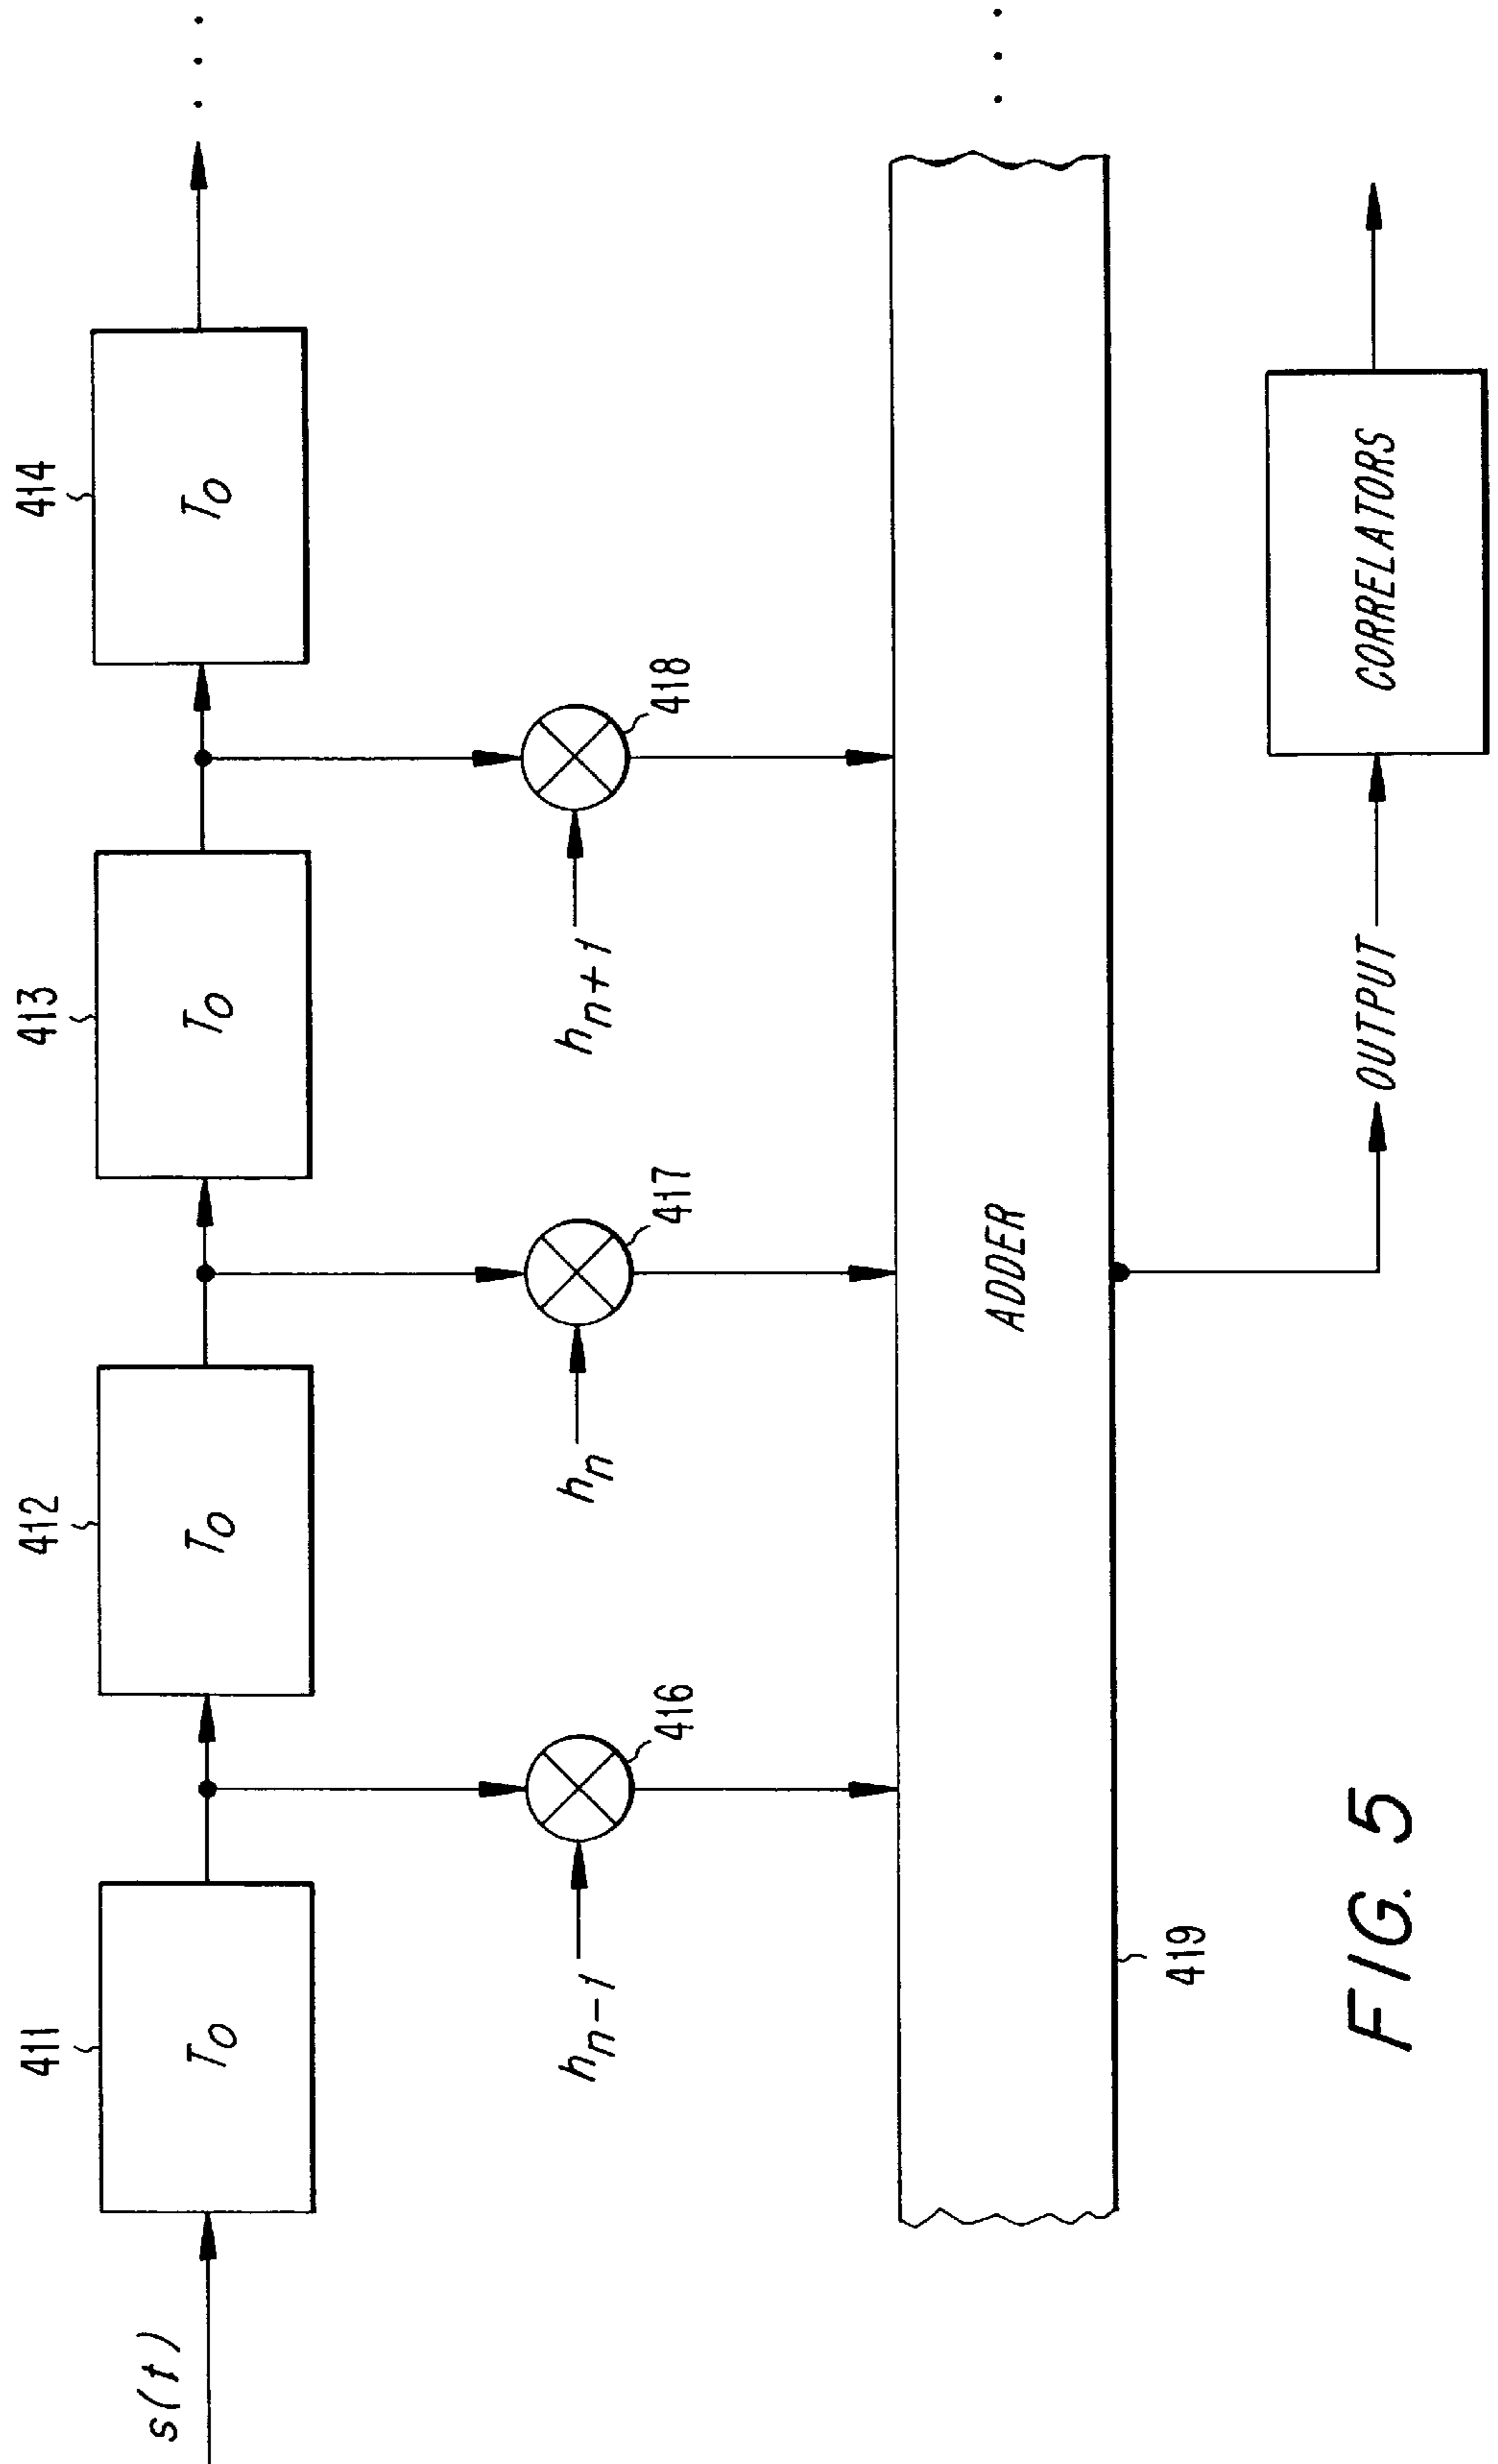 411
412
413
414
s(t)
T0
T0
T0
T0
hn-1
416
hn
417
hn+1
418
ADDER
419
OUTPUT
CORRELATORS
FIG. 5